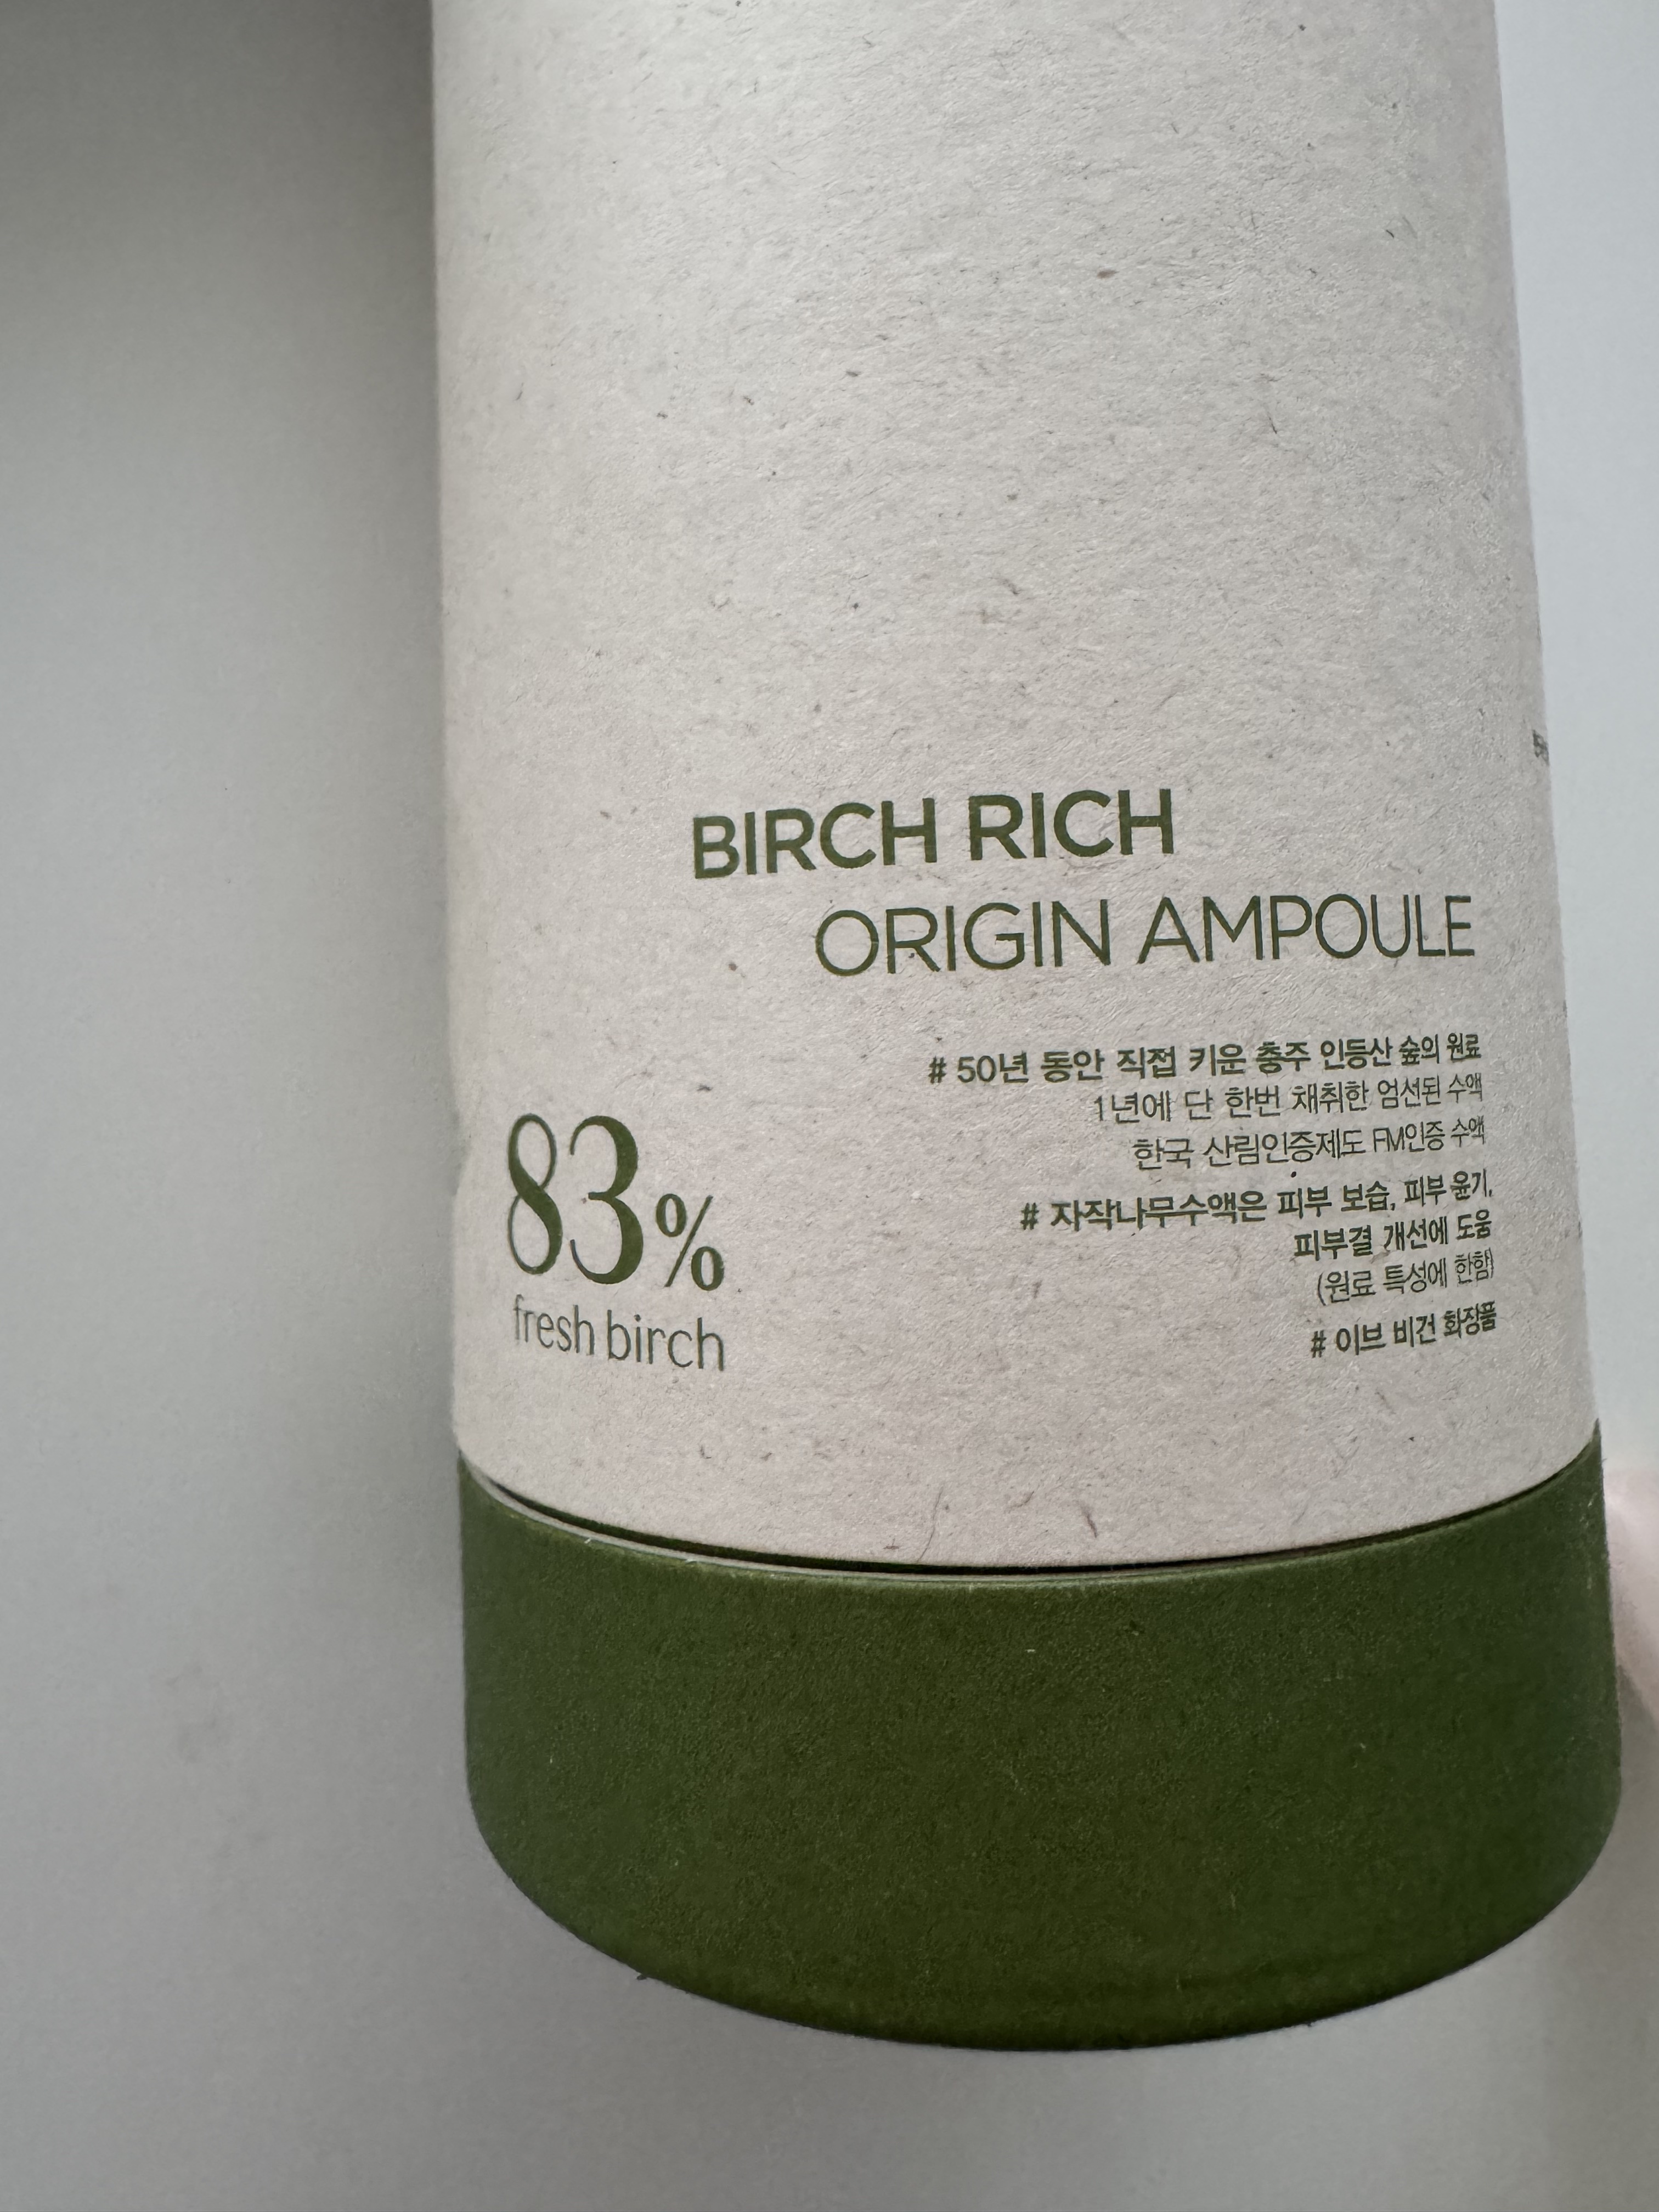 BIRCH RICH
ORIGIN AMPOULE
# 50년 동안 직접 키운 충주 인등산 숲의 원료
1년에 단 한번 채취한 엄선된 수액
한국 산림인증제도 FM인증 수액
# 자작나무수액은 피부 보습, 피부 윤기,
피부결 개선에 도움
(원료 특성에 한함)
# 이브 비건 화장품
83%
fresh birch